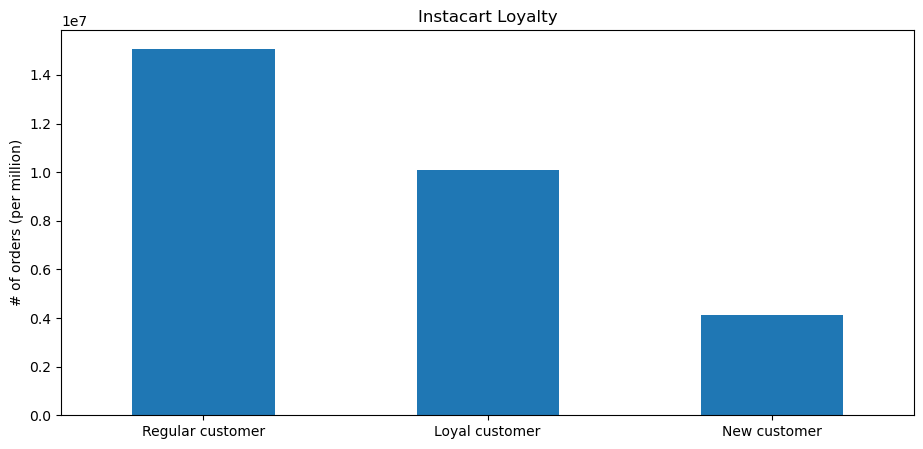 Instacart Loyalty
1e7
# of orders (per million)
1.4
1.2
1.0
0.8
0.6
0.4
0.2
0.0
Regular customer
Loyal customer
New customer